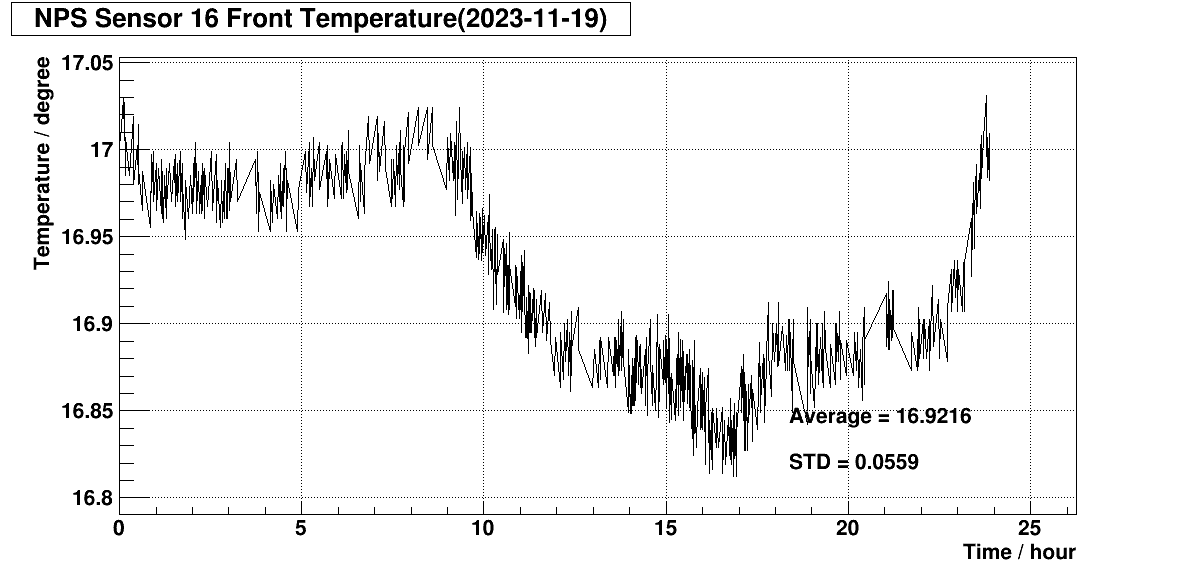 NPS Sensor 16 Front Temperature(2023-11-19)
Temperature / degree
17.05
17
16.95
16.9
16.85
16.8
Average = 16.9216
STD = 0.0559
0 5 10 15 20 25
Time / hour